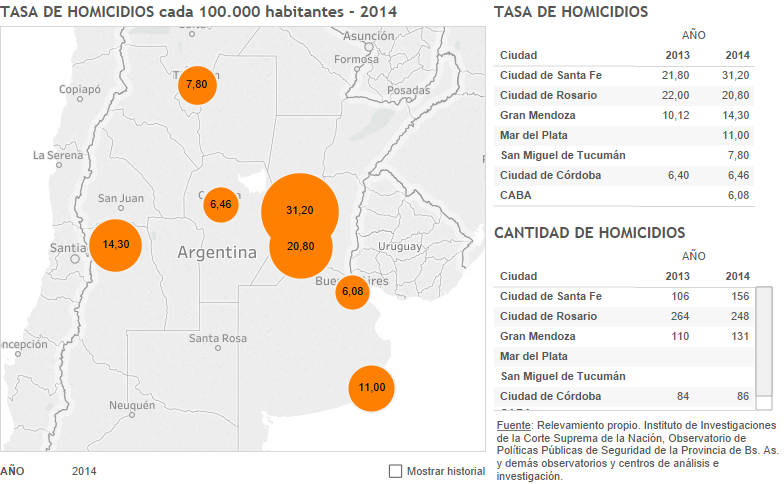 TASA DE HOMICIDIOS cada 100.000 habitantes - 2014
Asunción
Formosa
7,80
Copiapó
Posadas
La Serena
San Juan
6,46
31,20
14,30
20,80
Argentina
Uruguay
6,08
Santa Rosa
11,00
Neuquén
AÑO 2014
Mostrar historial
TASA DE HOMICIDIOS
AÑO
Ciudad 2013 2014
Ciudad de Santa Fe 21,80 31,20
Ciudad de Rosario 22,00 20,80
Gran Mendoza 10,12 14,30
Mar del Plata 11,00
San Miguel de Tucumán 7,80
Ciudad de Córdoba 6,40 6,46
CABA 6,08
CANTIDAD DE HOMICIDIOS
AÑO
Ciudad 2013 2014
Ciudad de Santa Fe 106 156
Ciudad de Rosario 264 248
Gran Mendoza 110 131
Mar del Plata
San Miguel de Tucumán
Ciudad de Córdoba 84 86
Fuente: Relevamiento propio. Instituto de Investigaciones
de la Corte Suprema de la Nación, Observatorio de
Políticas Públicas de Seguridad de la Provincia de Bs. As.
y demás observatorios y centros de análisis e
investigación.